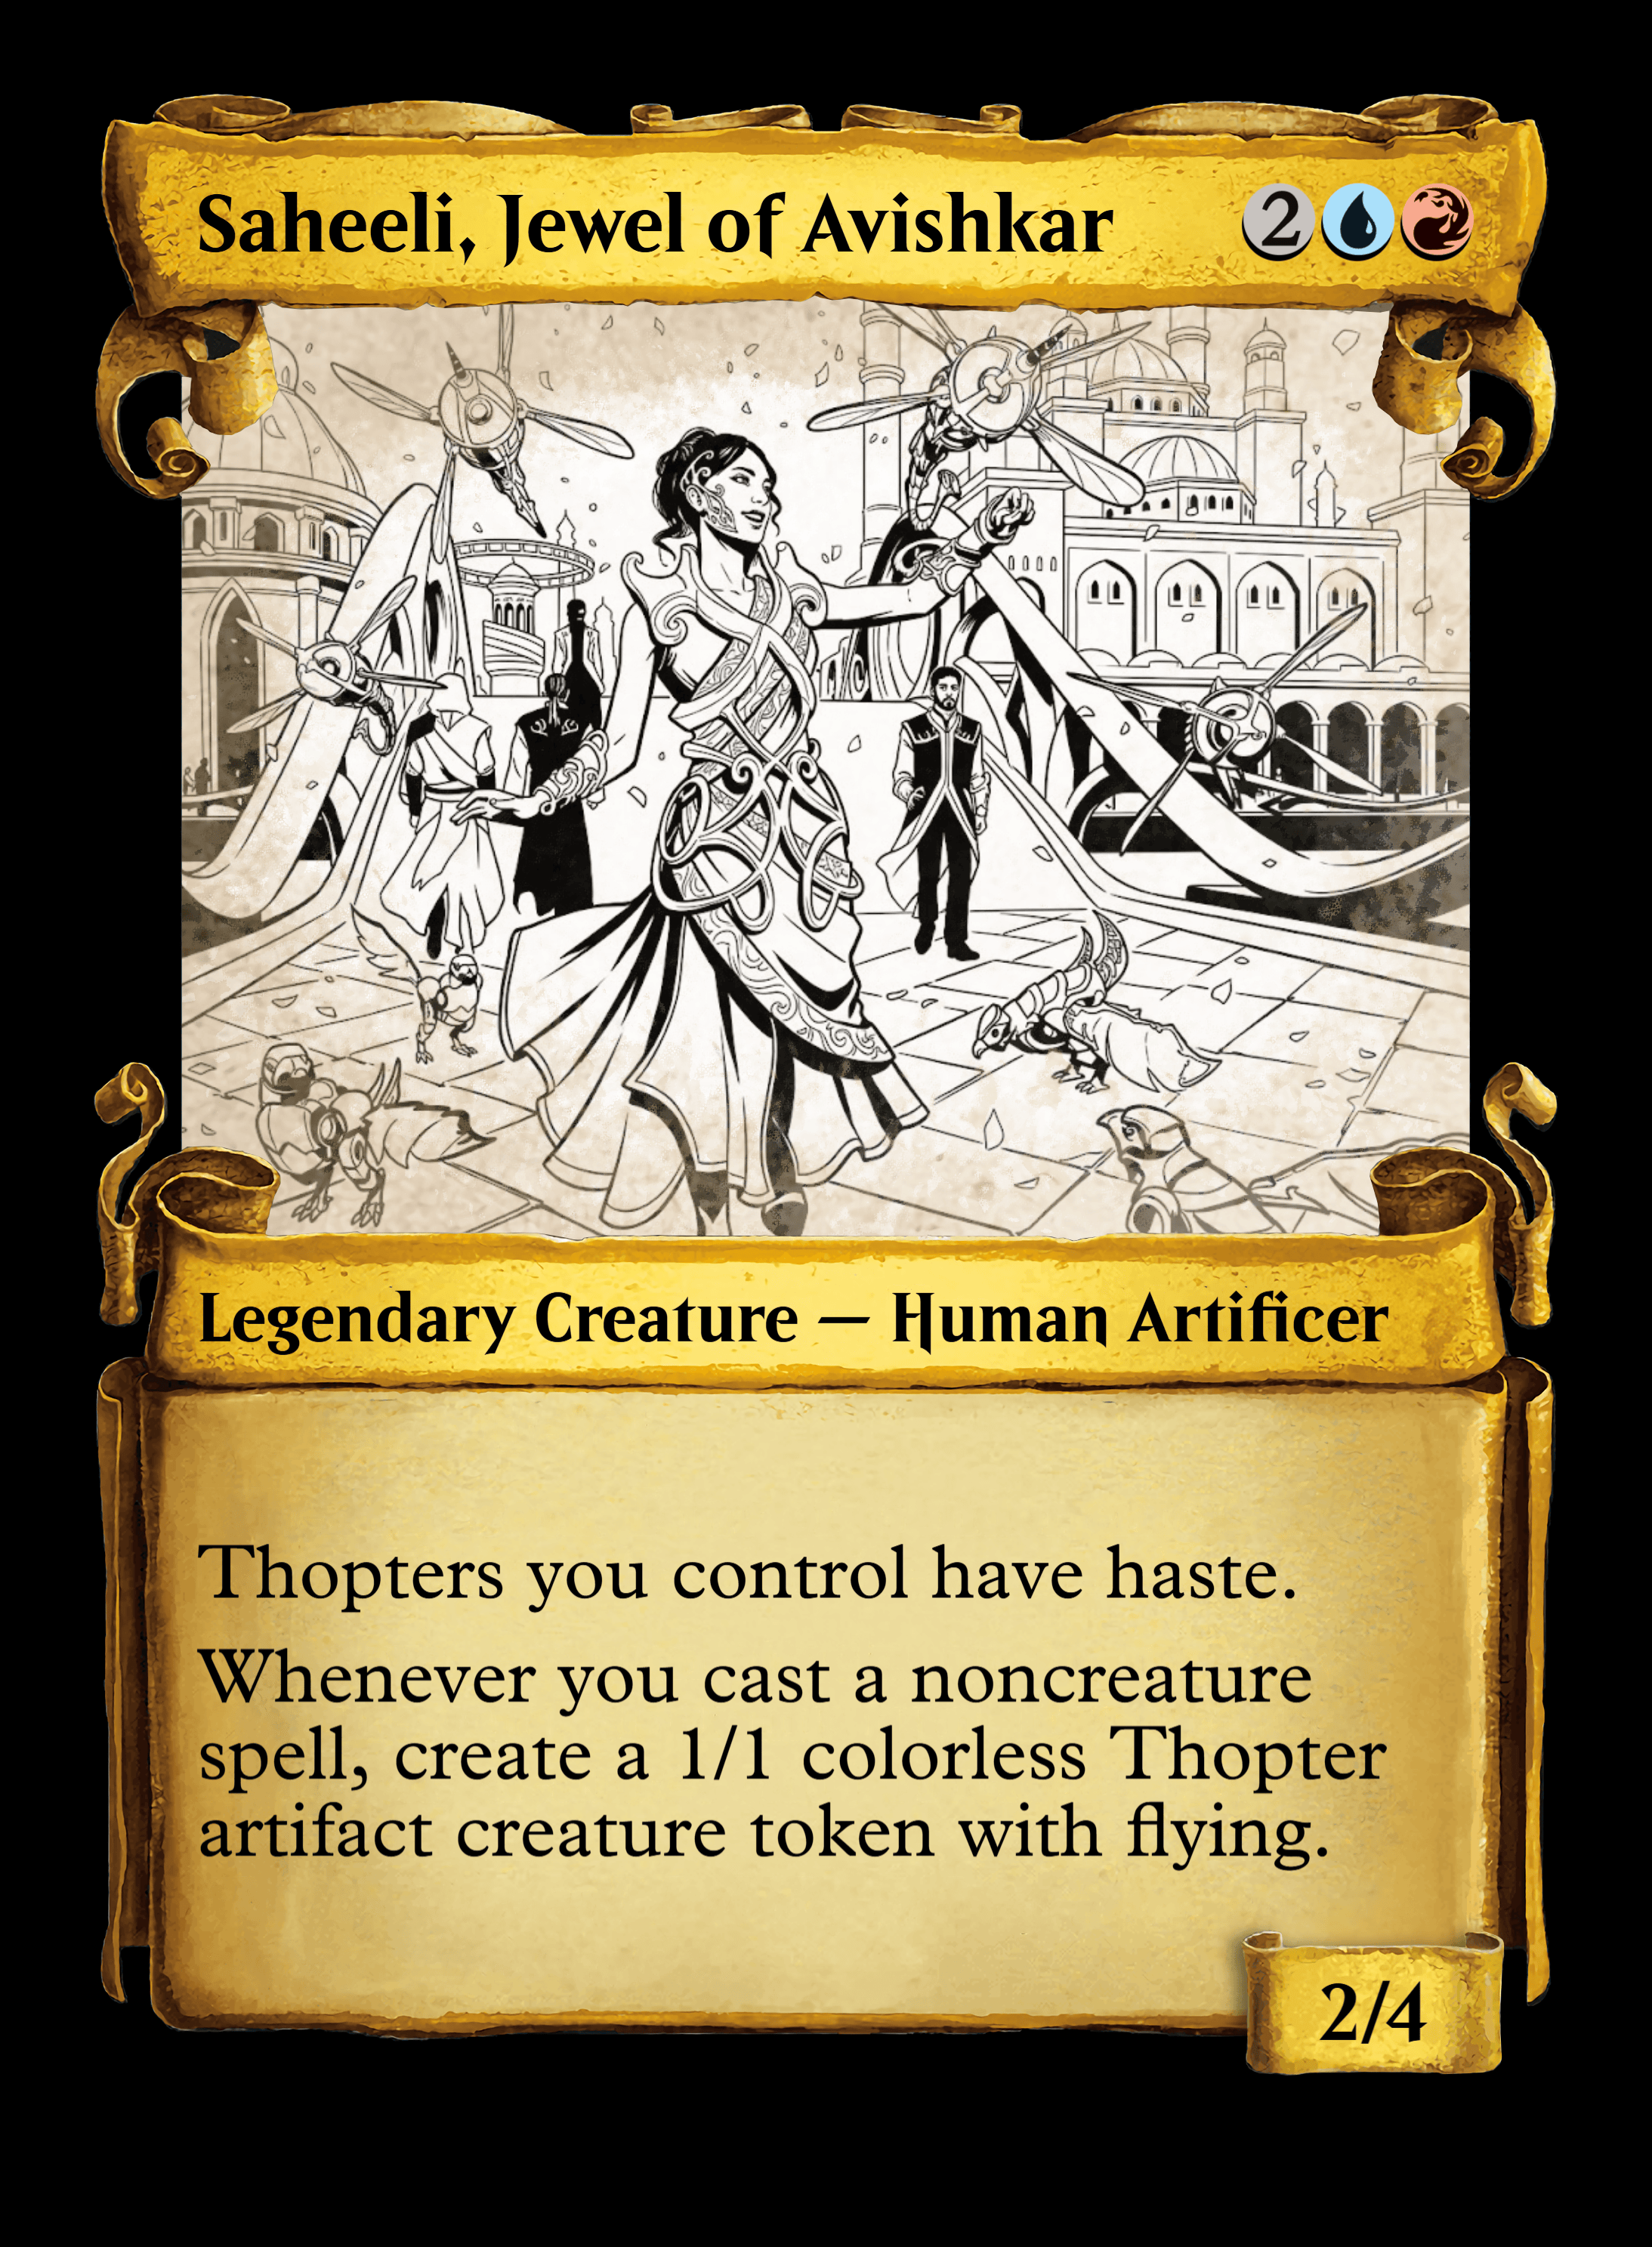 Saheeli, Jewel of Avishkar 2
Legendary Creature — Human Artificer
Thopters you control have haste.
Whenever you cast a noncreature
spell, create a 1/1 colorless Thopter
artifact creature token with flying.
2/4